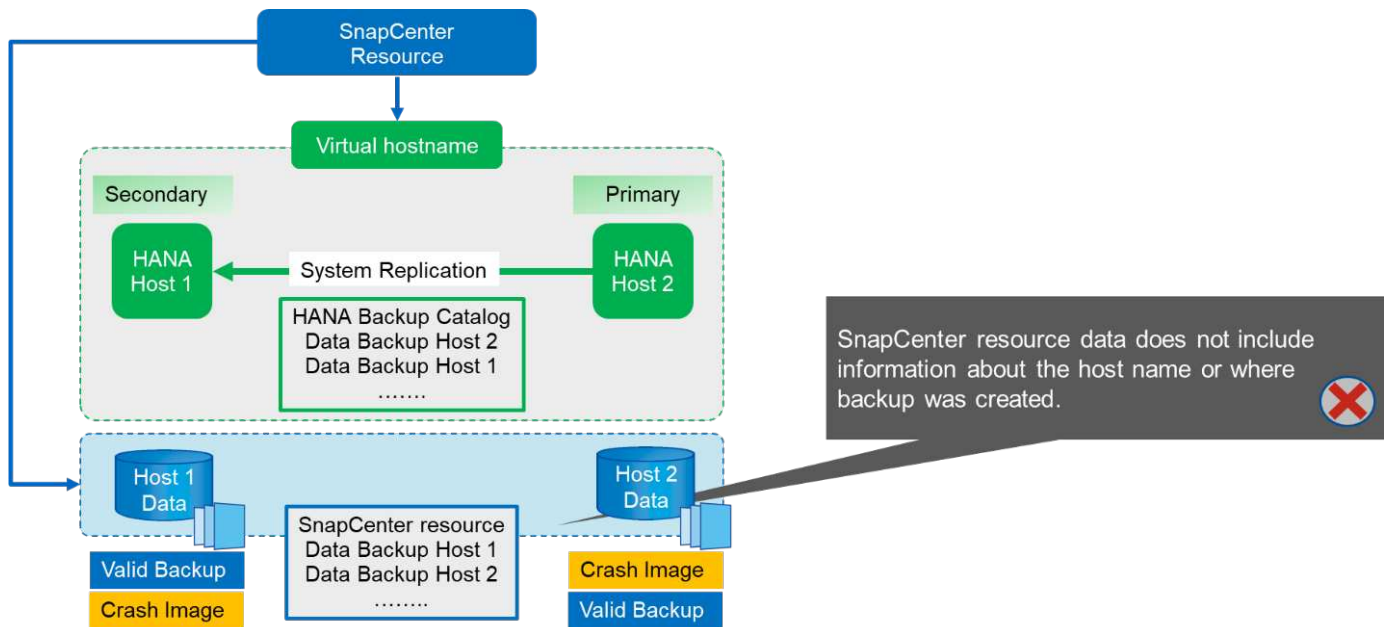 SnapCenter
Resource
Virtual hostname
Secondary
Primary
HANA
Host 1
System Replication
HANA
Host 2
HANA Backup Catalog
Data Backup Host 2
Data Backup Host 1
…….
SnapCenter resource data does not include
information about the host name or where
backup was created.
Host 1
Data
Host 2
Data
SnapCenter resource
Data Backup Host 1
Data Backup Host 2
……..
Valid Backup
Crash Image
Crash Image
Valid Backup